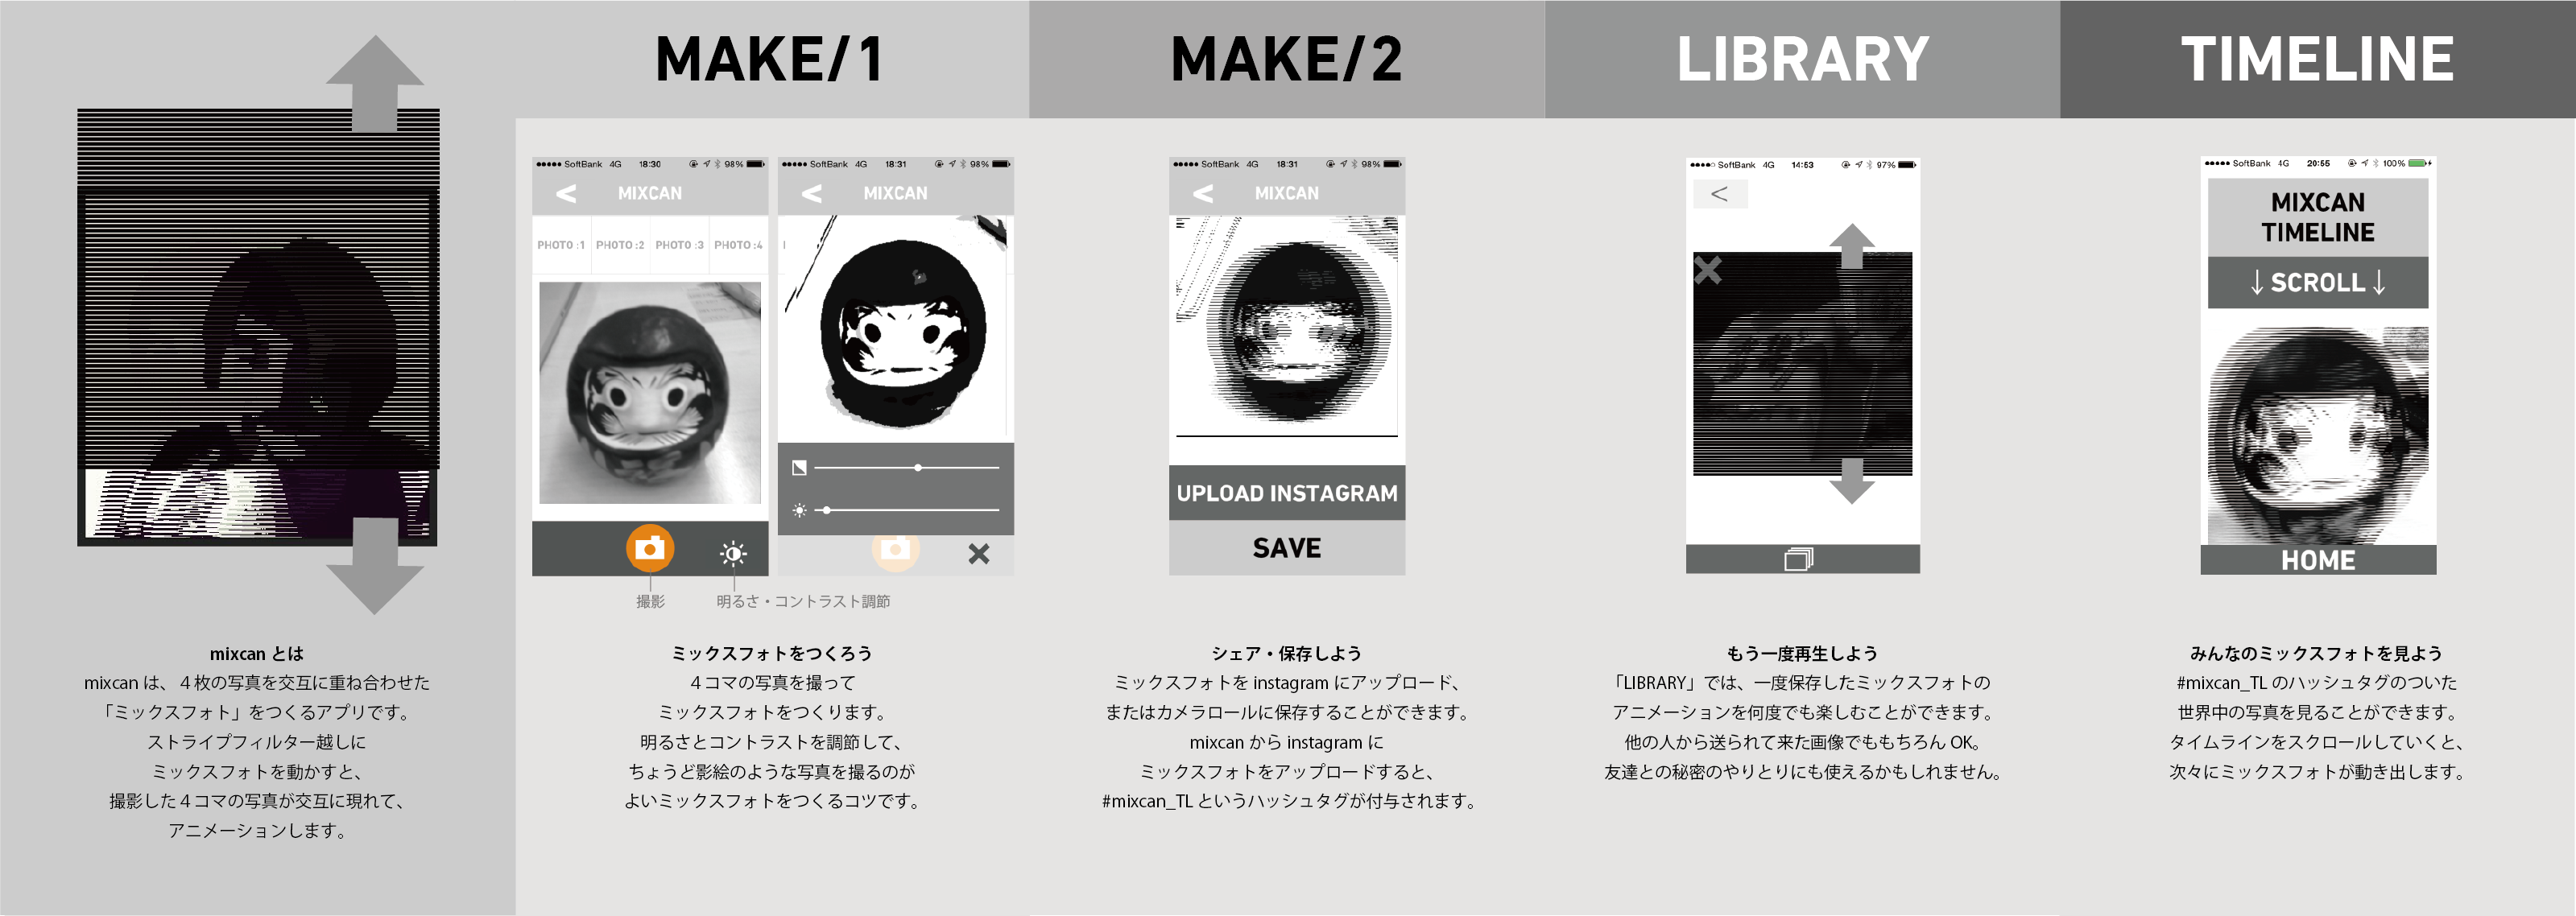 MAKE/1
MAKE/2
LIBRARY
TIMELINE
mixcan とは
mixcan は、４枚の写真を交互に重ね合わせた
「ミックスフォト」をつくるアプリです。
ストライプフィルター越しに
ミックスフォトを動かすと、
撮影した４コマの写真が交互に現れて、
アニメーションします。
SoftBank 4G 18:30 98%
MIXCAN
PHOTO :1 PHOTO :2 PHOTO :3 PHOTO :4
SoftBank 4G 18:31 98%
MIXCAN
撮影
明るさ・コントラスト調節
ミックスフォトをつくろう
４コマの写真を撮って
ミックスフォトをつくります。
明るさとコントラストを調節して、
ちょうど影絵のような写真を撮るのが
よいミックスフォトをつくるコツです。
SoftBank 4G 18:31 98%
MIXCAN
UPLOAD INSTAGRAM
SAVE
シェア・保存しよう
ミックスフォトを instagram にアップロード、
またはカメラロールに保存することができます。
mixcan から instagram に
ミックスフォトをアップロードすると、
#mixcan_TL というハッシュタグが付与されます。
SoftBank 4G 14:53 97%
もう一度再生しよう
「LIBRARY」では、一度保存したミックスフォトの
アニメーションを何度でも楽しむことができます。
他の人から送られて来た画像でももちろん OK。
友達との秘密のやりとりにも使えるかもしれません。
SoftBank 4G 20:55 100%
MIXCAN
TIMELINE
↓ SCROLL ↓
HOME
みんなのミックスフォトを見よう
#mixcan_TL のハッシュタグのついた
世界中の写真を見ることができます。
タイムラインをスクロールしていくと、
次々にミックスフォトが動き出します。